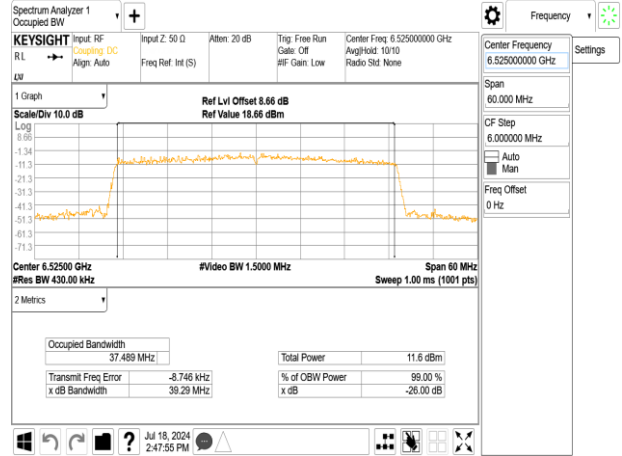 Spectrum Analyzer 1
Occupied BW
KEYSIGHT
RL
LXI
Input: RF
Coupling: DC
Align: Auto
Input Z: 50 Ω
Freq Ref: Int (S)
Atten: 20 dB
Trig: Free Run
Gate: Off
#IF Gain: Low
Center Freq: 6.525000000 GHz
Avg|Hold: 10/10
Radio Std: None
1 Graph
Scale/Div 10.0 dB
Ref Lvl Offset 8.66 dB
Ref Value 18.66 dBm
Log
8.66
-1.34
-11.3
-21.3
-31.3
-41.3
-51.3
-61.3
-71.3
Center 6.52500 GHz
#Video BW 1.5000 MHz
Span 60 MHz
#Res BW 430.00 kHz
Sweep 1.00 ms (1001 pts)
2 Metrics
Occupied Bandwidth
37.489 MHz
Total Power 11.6 dBm
Transmit Freq Error -8.746 kHz
% of OBW Power 99.00 %
x dB Bandwidth 39.29 MHz
x dB -26.00 dB
Jul 18, 2024
2:47:55 PM
Frequency
Center Frequency
6.525000000 GHz
Settings
Span
60.000 MHz
CF Step
6.000000 MHz
Auto
Man
Freq Offset
0 Hz